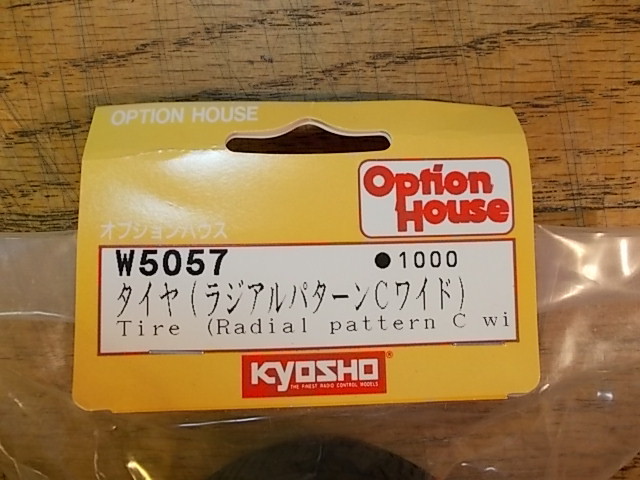 OPTION HOUSE
Option
House
オプションハウス
W5057 ●1000
タイヤ(ラジアルパターンCワイド)
Tire (Radial pattern C wi
KYOSHO®
THE FINEST RADIO CONTROL MODELS